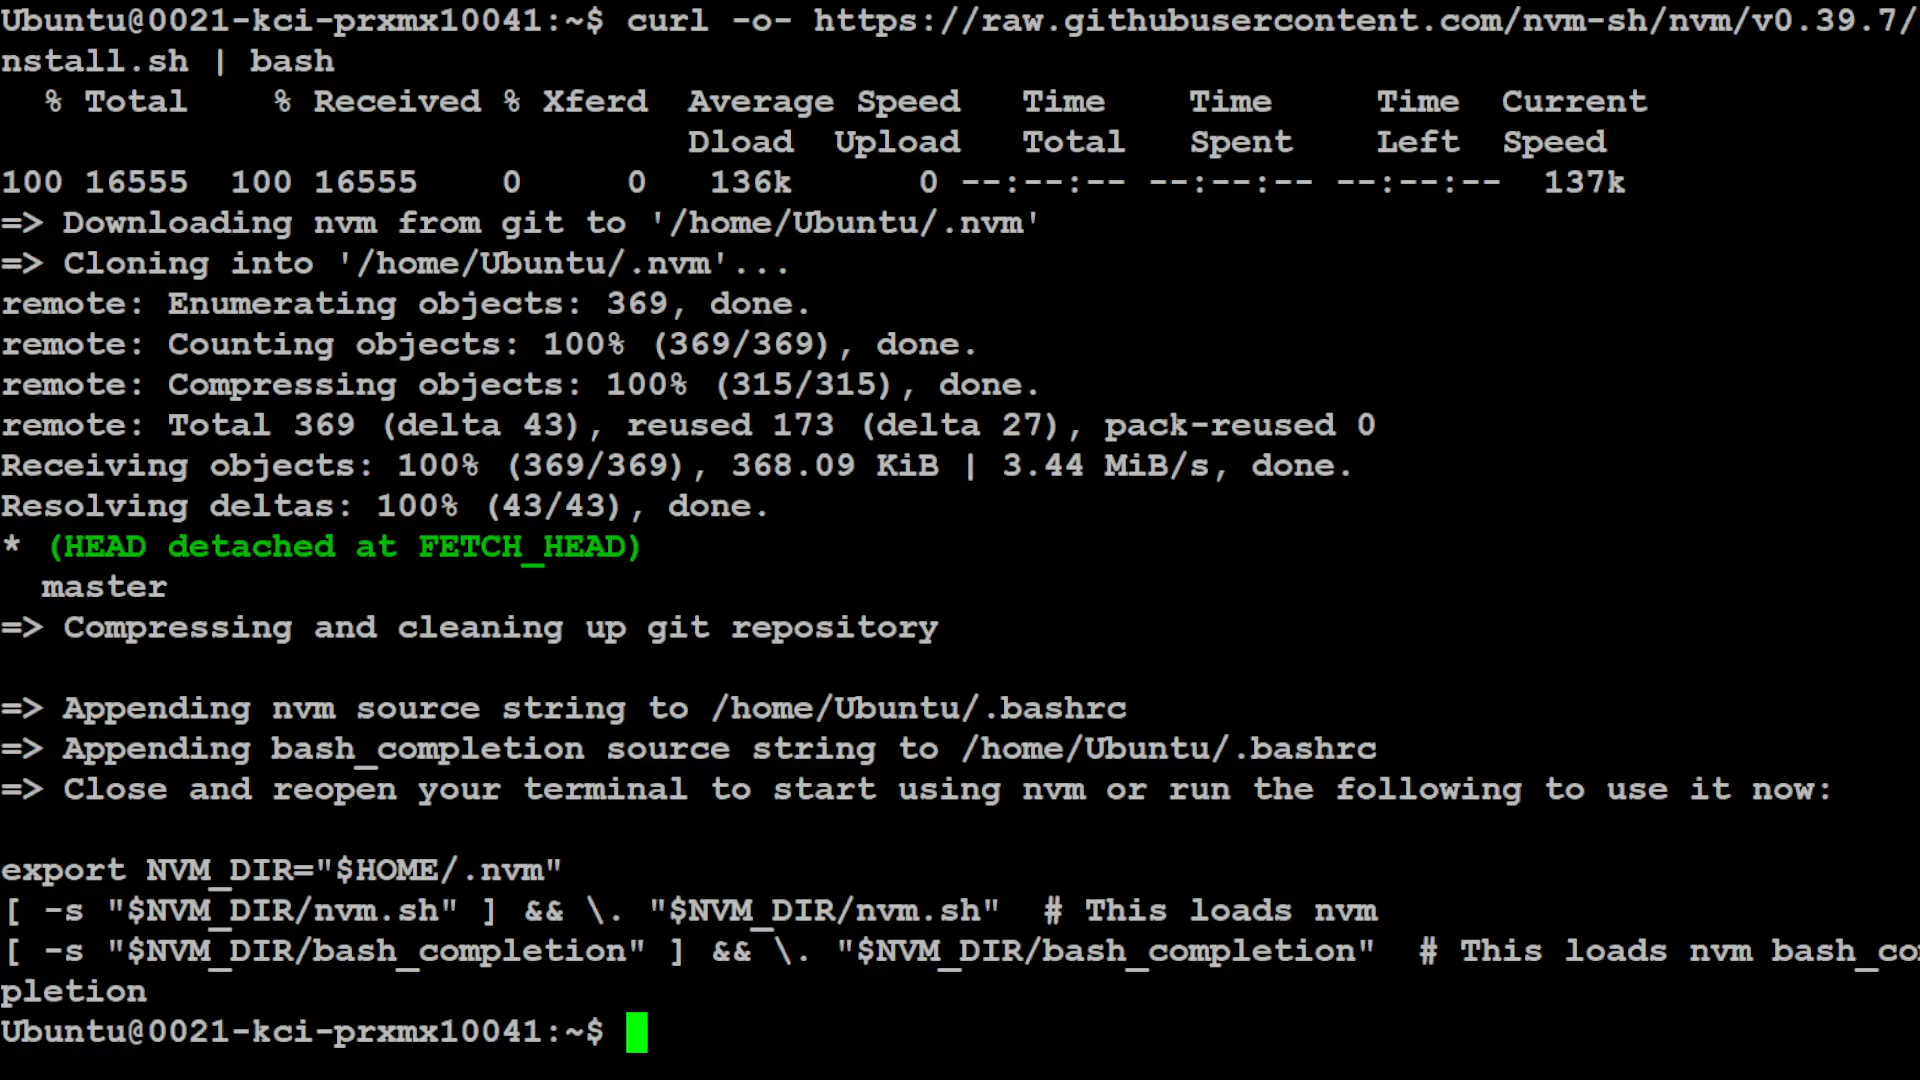 Ubuntu@0021-kci-prxmx10041:~$ curl -o- https://raw.githubusercontent.com/nvm-sh/nvm/v0.39.7/
nstall.sh | bash
  % Total    % Received % Xferd  Average Speed   Time    Time     Time  Current
                                 Dload  Upload   Total   Spent    Left  Speed
100 16555  100 16555    0     0   136k      0 --:--:-- --:--:-- --:--:--  137k
=> Downloading nvm from git to '/home/Ubuntu/.nvm'
=> Cloning into '/home/Ubuntu/.nvm'...
remote: Enumerating objects: 369, done.
remote: Counting objects: 100% (369/369), done.
remote: Compressing objects: 100% (315/315), done.
remote: Total 369 (delta 43), reused 173 (delta 27), pack-reused 0
Receiving objects: 100% (369/369), 368.09 KiB | 3.44 MiB/s, done.
Resolving deltas: 100% (43/43), done.
* (HEAD detached at FETCH_HEAD)
  master
=> Compressing and cleaning up git repository

=> Appending nvm source string to /home/Ubuntu/.bashrc
=> Appending bash_completion source string to /home/Ubuntu/.bashrc
=> Close and reopen your terminal to start using nvm or run the following to use it now:

export NVM_DIR="$HOME/.nvm"
[ -s "$NVM_DIR/nvm.sh" ] && \. "$NVM_DIR/nvm.sh"  # This loads nvm
[ -s "$NVM_DIR/bash_completion" ] && \. "$NVM_DIR/bash_completion"  # This loads nvm bash_co
pletion
Ubuntu@0021-kci-prxmx10041:~$